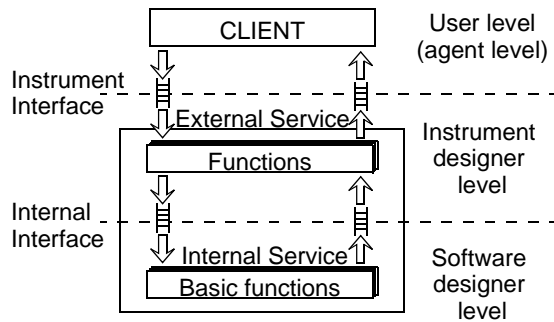 CLIENT
User level
(agent level)
Instrument
Interface
External Service
Functions
Instrument
designer
level
Internal
Interface
Internal Service
Basic functions
Software
designer
level